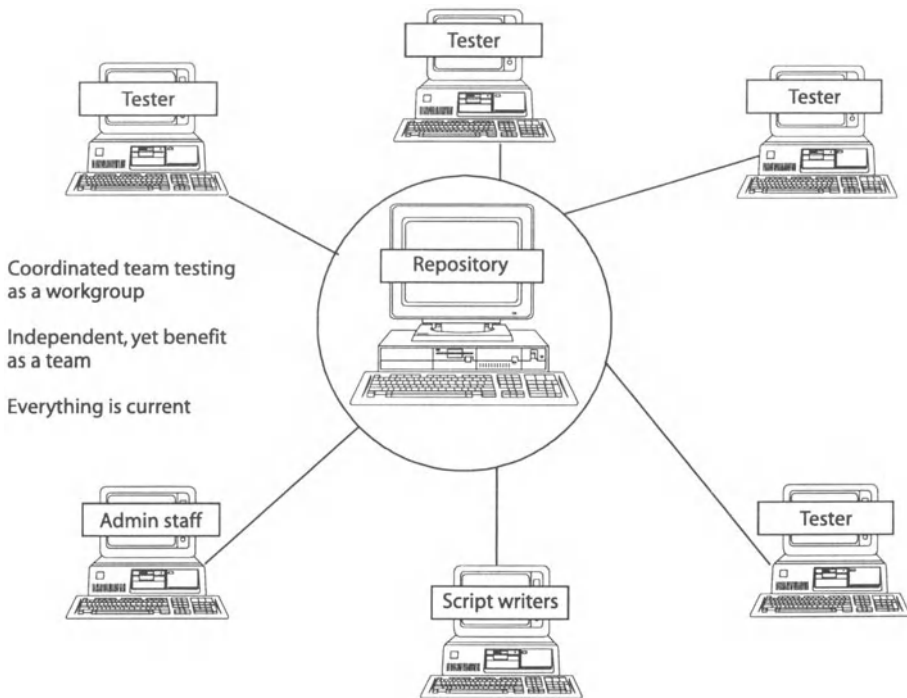 Tester
Tester
Tester
Repository
Coordinated team testing
as a workgroup
Independent, yet benefit
as a team
Everything is current
Admin staff
Tester
Script writers